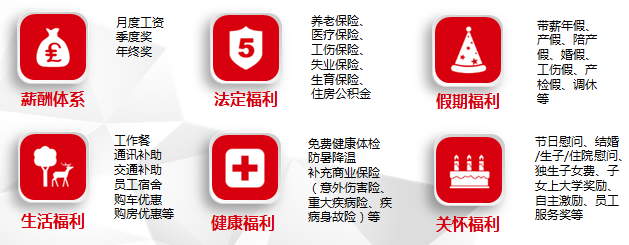 月度工资
季度奖
年终奖
薪酬体系
养老保险、
医疗保险、
工伤保险、
失业保险、
生育保险、
住房公积金
5
法定福利
带薪年假、
产假、陪产
假、婚假、
工伤假、产
检假、调休
等
假期福利
工作餐
通讯补助
交通补助
员工宿舍
购车优惠
购房优惠等
生活福利
免费健康体检
防暑降温
补充商业保险
（意外伤害险、
重大疾病险、疾
病身故险）等
健康福利
节日慰问、结婚
/生子/住院慰问、
独生子女费、子
女上大学奖励、
自主激励、员工
服务奖等
关怀福利